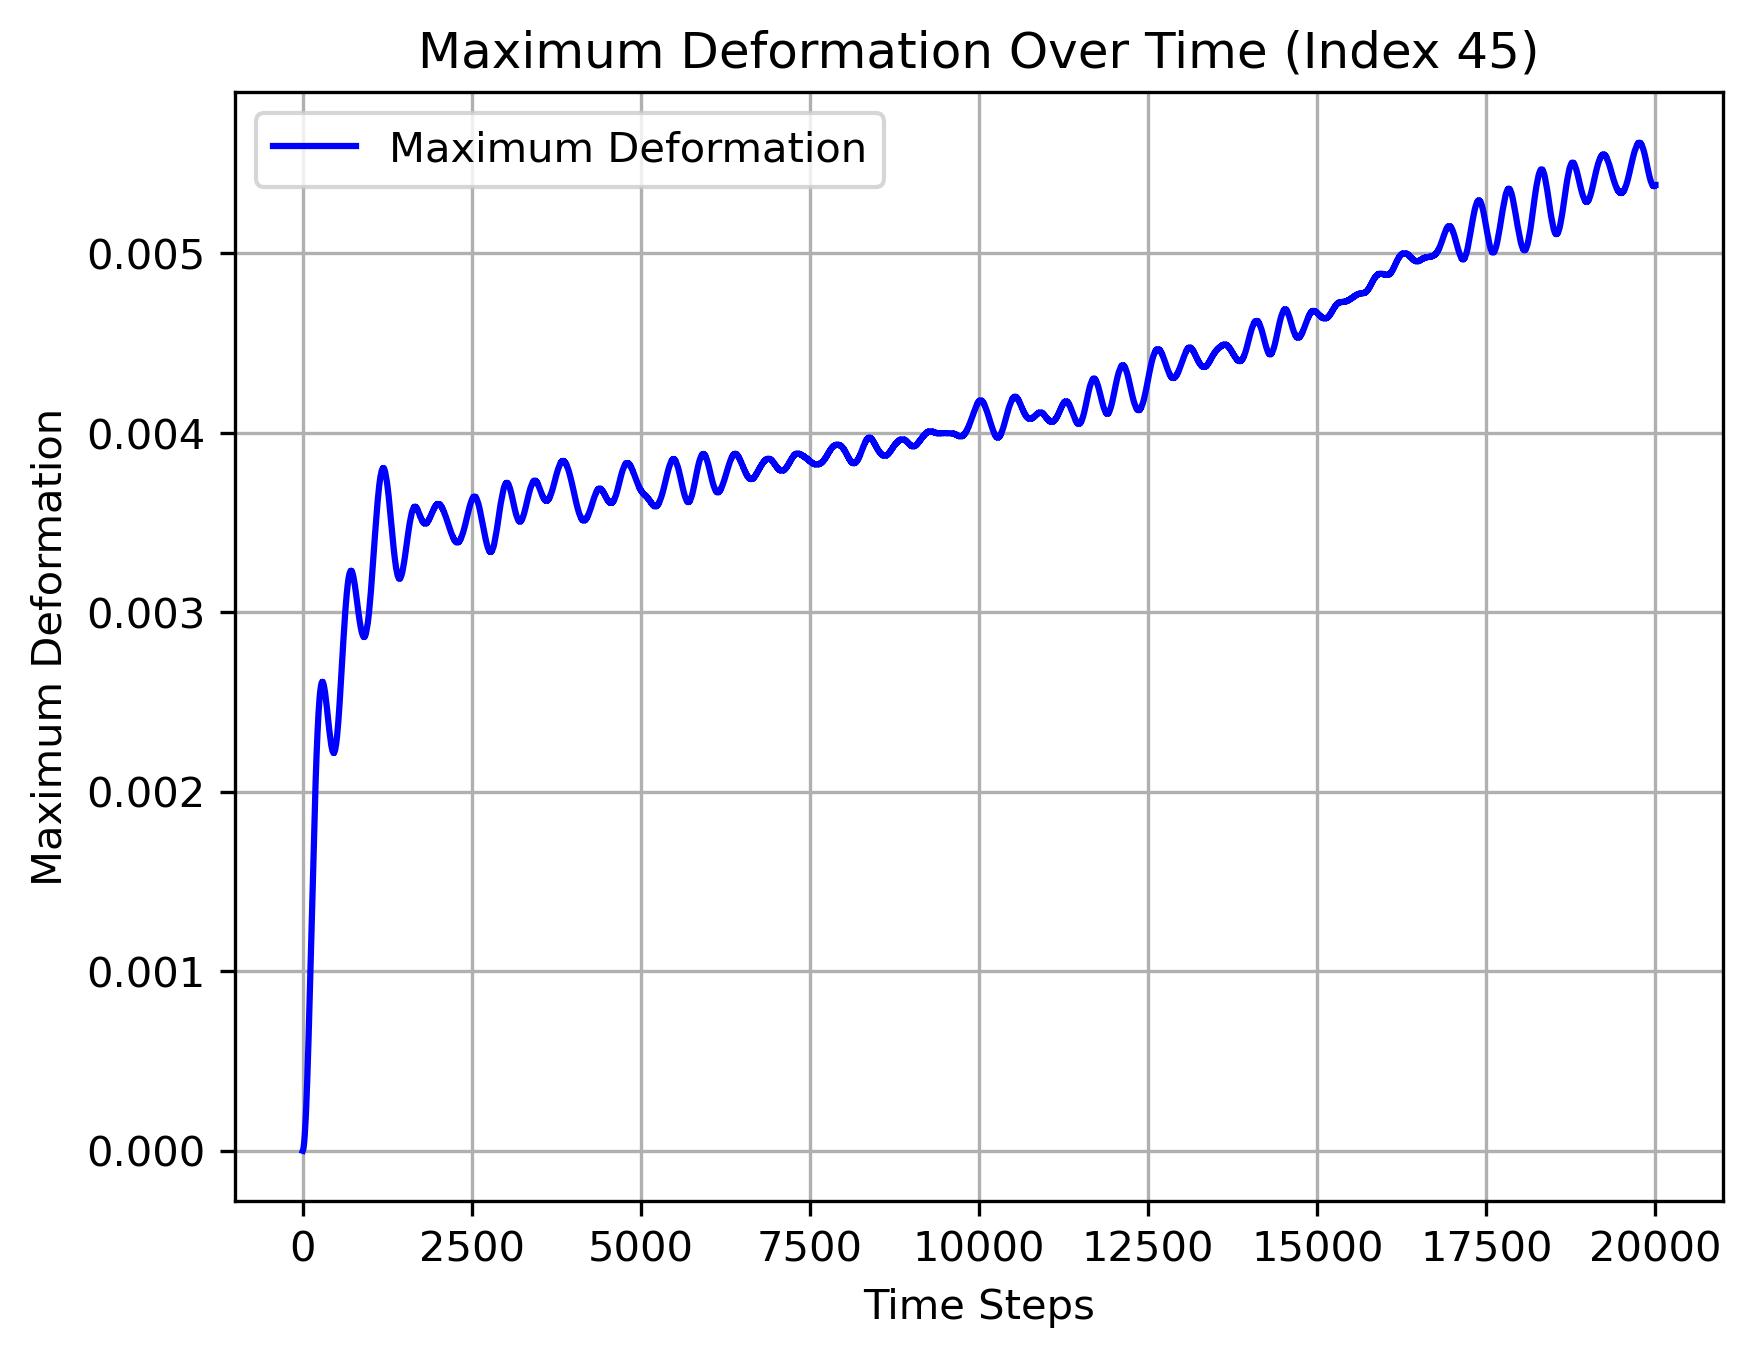 Maximum Deformation Over Time (Index 45)
Maximum Deformation
0.005
0.004
0.003
0.002
0.001
0.000
Maximum Deformation
0 2500 5000 7500 10000 12500 15000 17500 20000
Time Steps